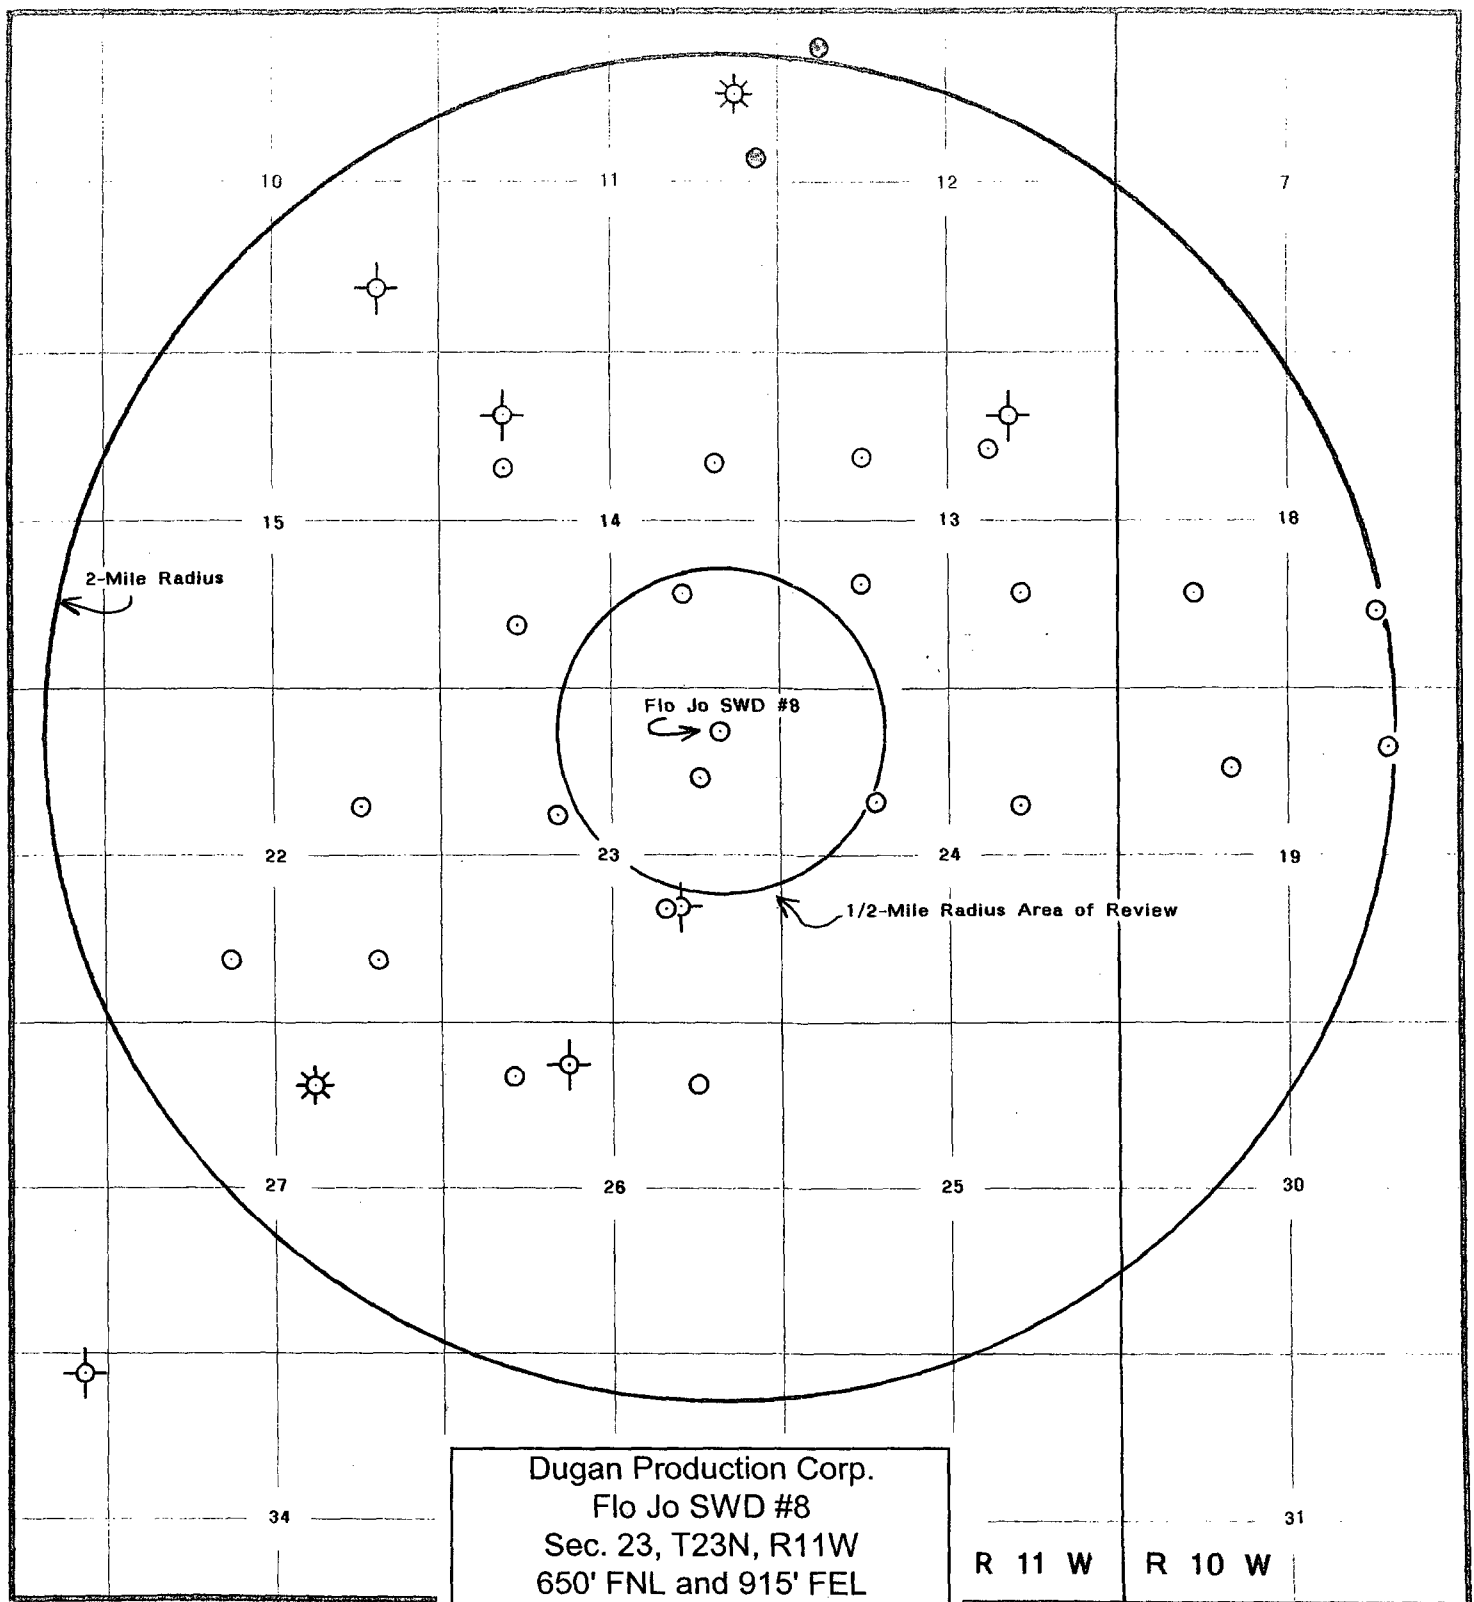 10
11
12
7
15
14
13
18
2-Mile Radius
Flo Jo SWD #8
22
23
24
19
1/2-Mile Radius Area of Review
27
26
25
30
34
31
Dugan Production Corp.
Flo Jo SWD #8
Sec. 23, T23N, R11W
650' FNL and 915' FEL
R 11 W
R 10 W